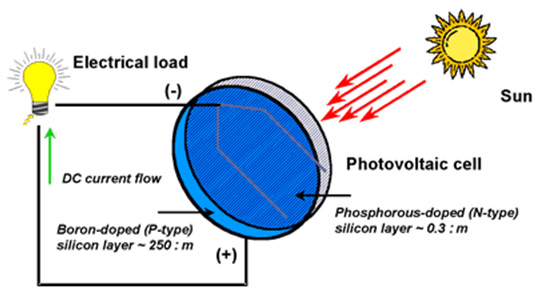 Electrical load
(-)
Sun
Photovoltaic cell
DC current flow
Phosphorous-doped (N-type)
silicon layer ~ 0.3 : m
Boron-doped (P-type)
silicon layer ~ 250 : m
(+)